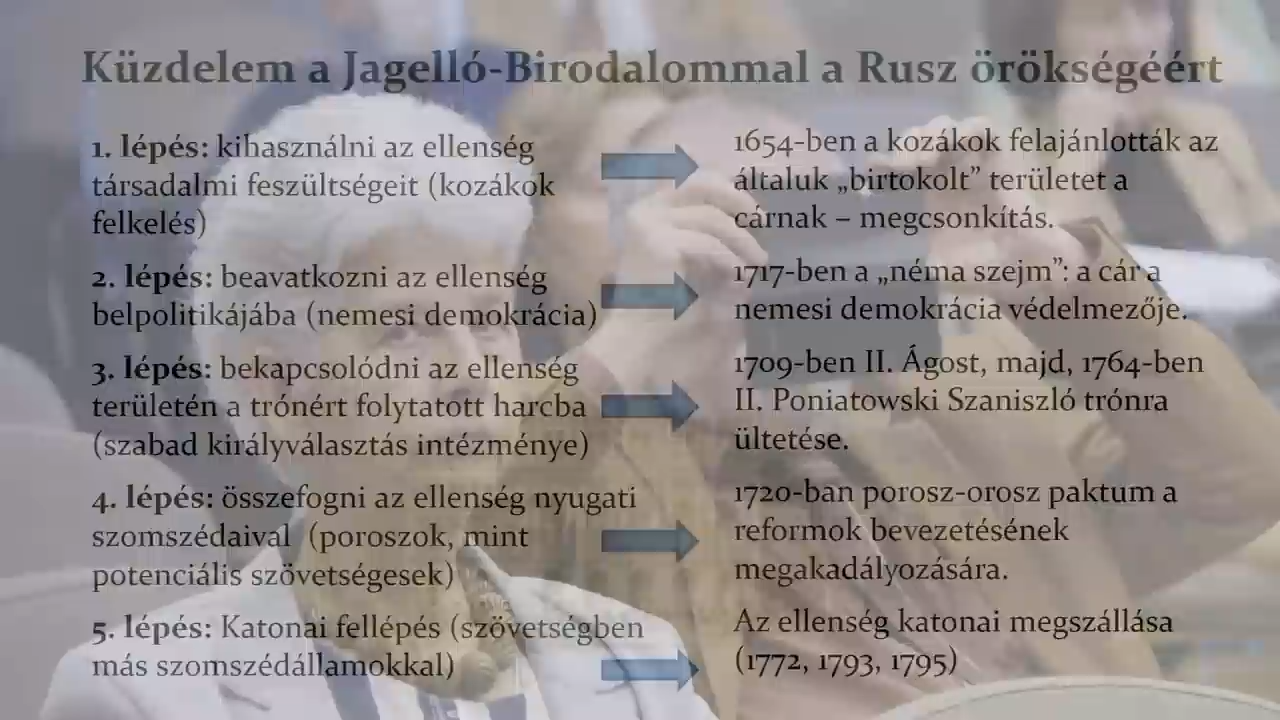 Küzdelem a Jagelló-Birodalommal a Rusz örökségéért
1. lépés: kihasználni az ellenség
társadalmi feszültségeit (kozákok
felkelés)
1654-ben a kozákok felajánlották az
általuk „birtokolt” területet a
cárnak – megcsonkítás.
2. lépés: beavatkozni az ellenség
belpolitikájába (nemesi demokrácia)
1717-ben a „néma szejm”: a cár a
nemesi demokrácia védelmezője.
3. lépés: bekapcsolódni az ellenség
területén a trónért folytatott harcba
(szabad királyválasztás intézménye)
1709-ben II. Ágost, majd, 1764-ben
II. Poniatowski Szaniszló trónra
ültetése.
4. lépés: összefogni az ellenség nyugati
szomszédaival (poroszok, mint
potenciális szövetségesek)
1720-ban porosz-orosz paktum a
reformok bevezetésének
megakadályozására.
5. lépés: Katonai fellépés (szövetségben
más szomszédállamokkal)
Az ellenség katonai megszállása
(1772, 1793, 1795)